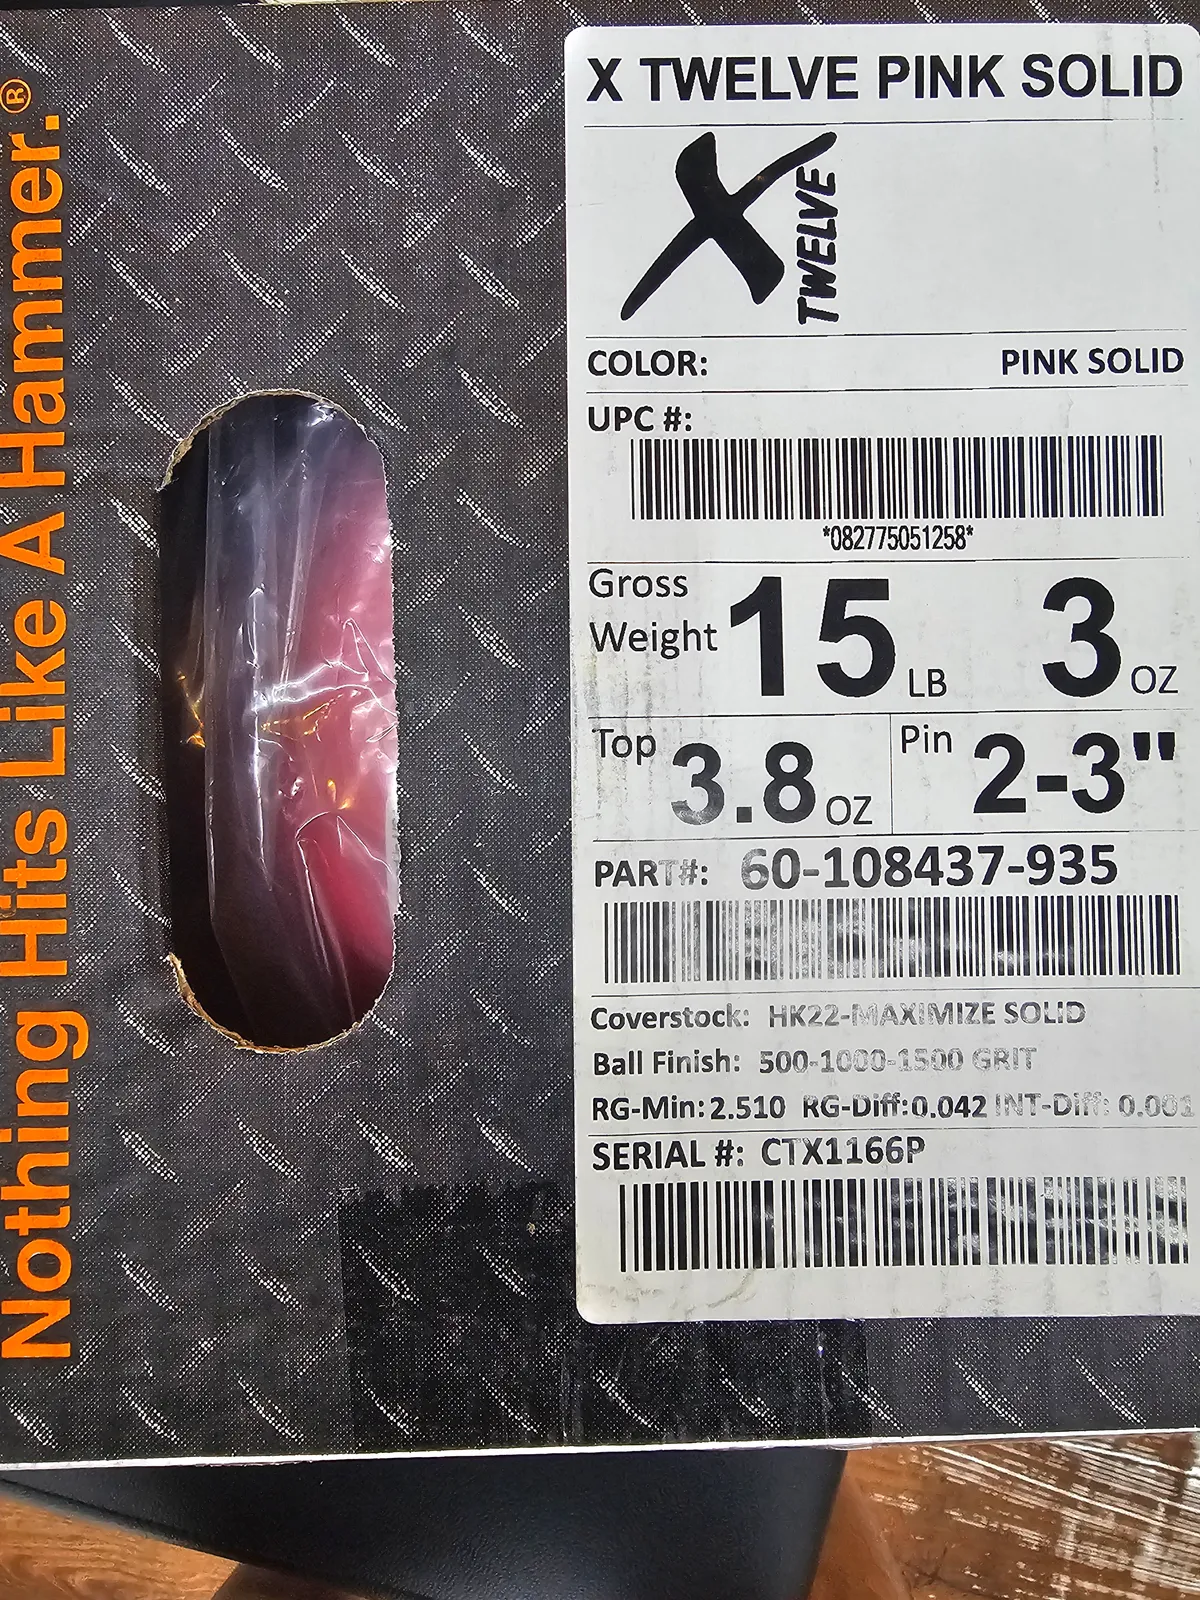 Nothing Hits Like A Hammer.®
X TWELVE PINK SOLID
X TWELVE
COLOR: PINK SOLID
UPC #:
*082775051258*
Gross Weight 15 LB 3 OZ
Top 3.8 OZ Pin 2-3"
PART#: 60-108437-935
Coverstock: HK22-MAXIMIZE SOLID
Ball Finish: 500-1000-1500 GRIT
RG-Min: 2.510 RG-Diff: 0.042 INT-Diff: 0.001
SERIAL #: CTX1166P